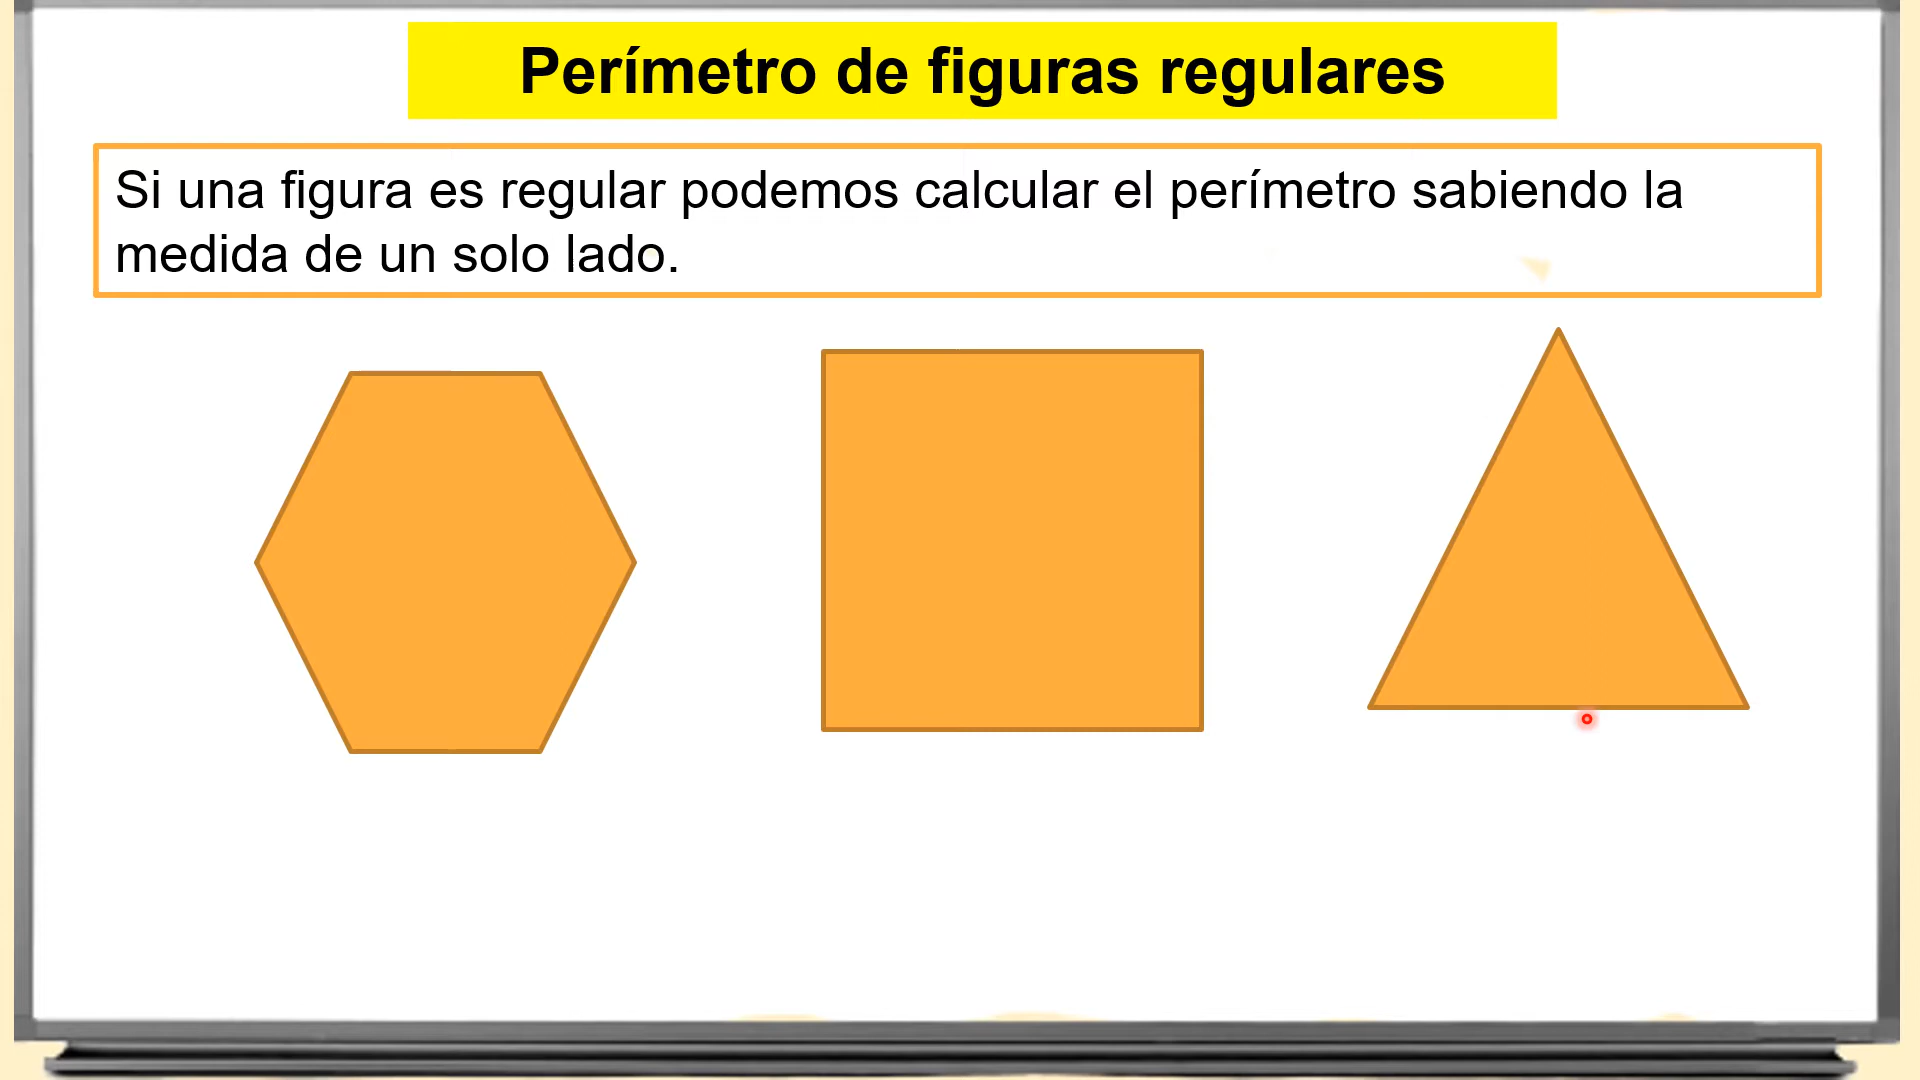 Perímetro de figuras regulares
Si una figura es regular podemos calcular el perímetro sabiendo la
medida de un solo lado.